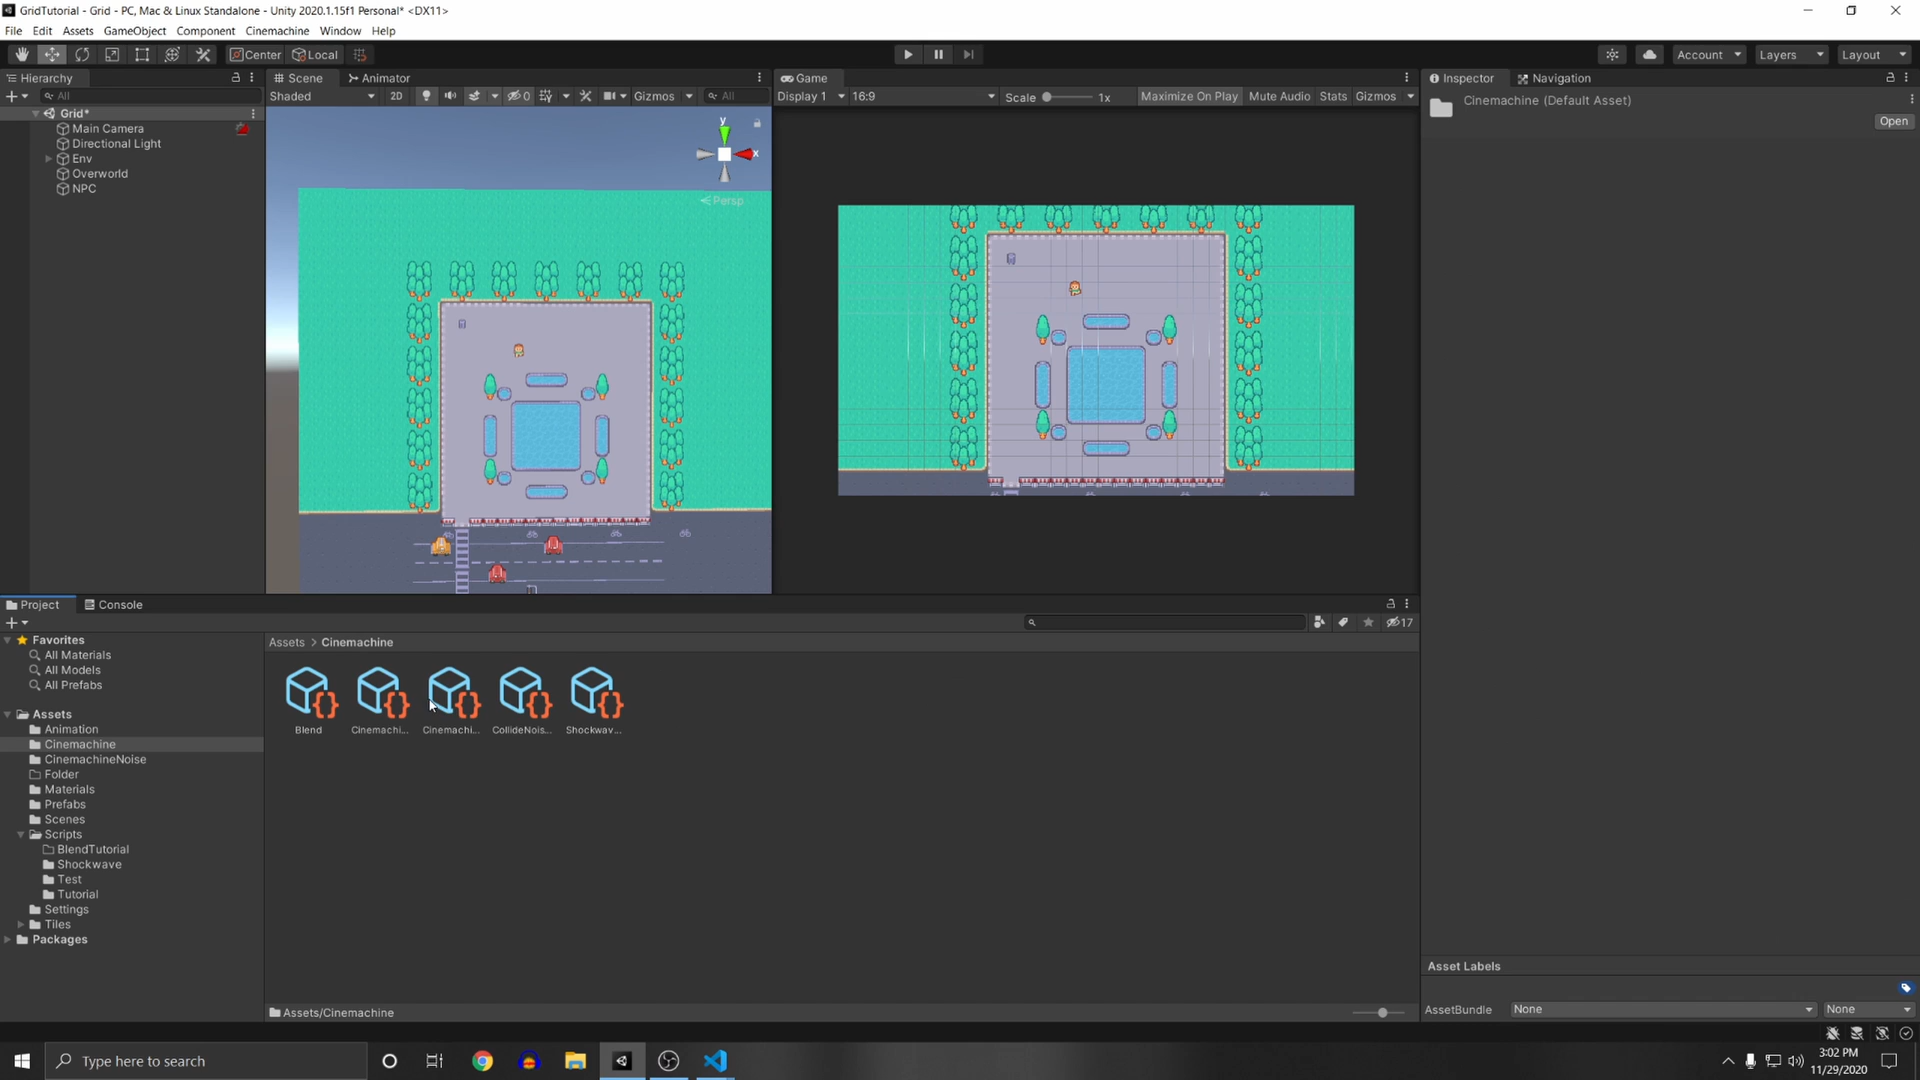 GridTutorial - Grid - PC, Mac & Linux Standalone - Unity 2020.1.15f1 Personal* <DX11>
File Edit Assets GameObject Component Cinemachine Window Help
Center Local
Account Layers Layout
Hierarchy
All
Grid*
Main Camera
Directional Light
Env
Overworld
NPC
Scene Animator
Shaded 2D 0 Gizmos All
y
x
Persp
Game
Display 1 16:9 Scale 1x Maximize On Play Mute Audio Stats Gizmos
Inspector Navigation
Cinemachine (Default Asset)
Open
Project Console
17
Favorites
All Materials
All Models
All Prefabs
Assets
Animation
Cinemachine
CinemachineNoise
Folder
Materials
Prefabs
Scenes
Scripts
BlendTutorial
Shockwave
Test
Tutorial
Settings
Tiles
Packages
Assets > Cinemachine
Blend Cinemachi... Cinemachi... CollideNois... Shockwav...
Assets/Cinemachine
Asset Labels
AssetBundle None None
Type here to search
3:02 PM
11/29/2020